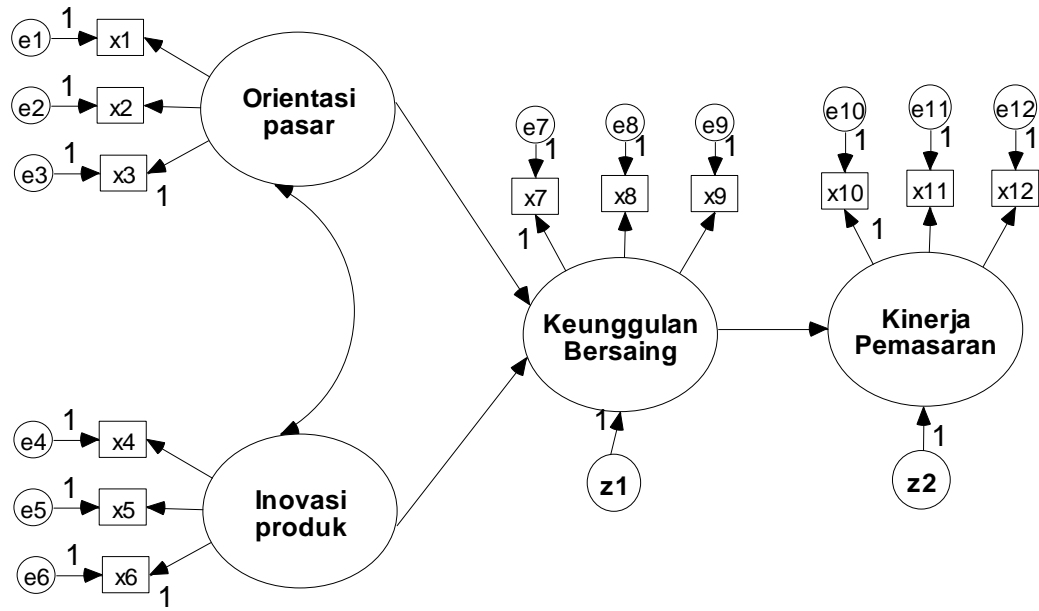 1
e1
x1
1
e2
x2
1
e3
x3
1
Orientasi
pasar
e7
1
x7
1
e8
1
x8
e9
1
x9
e10
1
x10
1
e11
1
x11
e12
1
x12
Keunggulan
Bersaing
Kinerja
Pemasaran
1
e4
x4
1
e5
x5
1
e6
x6
1
Inovasi
produk
1
z1
1
z2